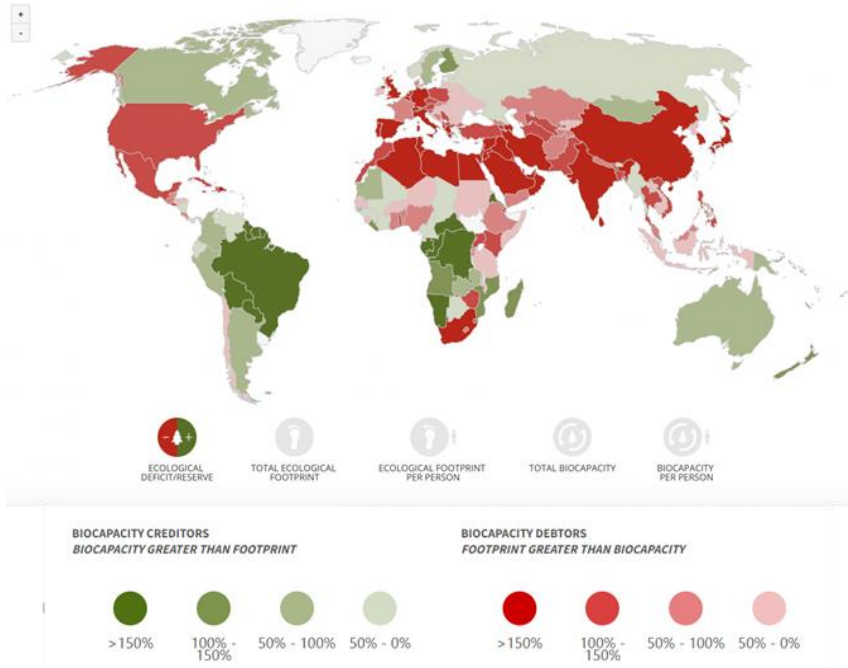 +
-
ECOLOGICAL
DEFICIT/RESERVE
TOTAL ECOLOGICAL
FOOTPRINT
ECOLOGICAL FOOTPRINT
PER PERSON
TOTAL BIOCAPACITY
BIOCAPACITY
PER PERSON
BIOCAPACITY CREDITORS
BIOCAPACITY GREATER THAN FOOTPRINT
>150%
100% -
150%
50% - 100%
50% - 0%
BIOCAPACITY DEBTORS
FOOTPRINT GREATER THAN BIOCAPACITY
>150%
100% -
150%
50% - 100%
50% - 0%